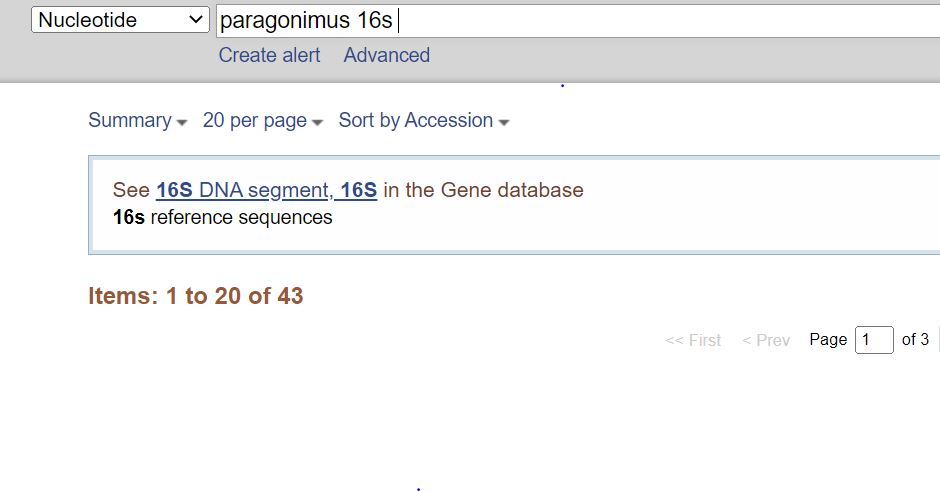 Nucleotide paragonimus 16s
Create alert Advanced
Summary 20 per page Sort by Accession
See 16S DNA segment, 16S in the Gene database
16s reference sequences
Items: 1 to 20 of 43
<< First < Prev Page 1 of 3